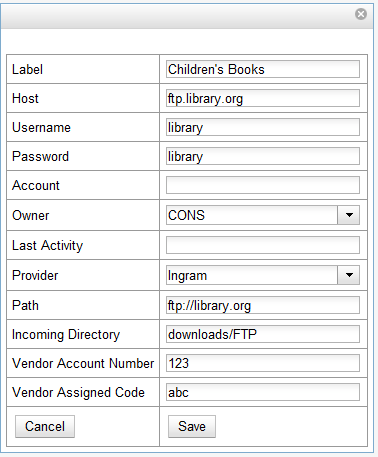 Label Children's Books
Host ftp.library.org
Username library
Password library
Account
Owner CONS
Last Activity
Provider Ingram
Path ftp://library.org
Incoming Directory downloads/FTP
Vendor Account Number 123
Vendor Assigned Code abc
Cancel Save